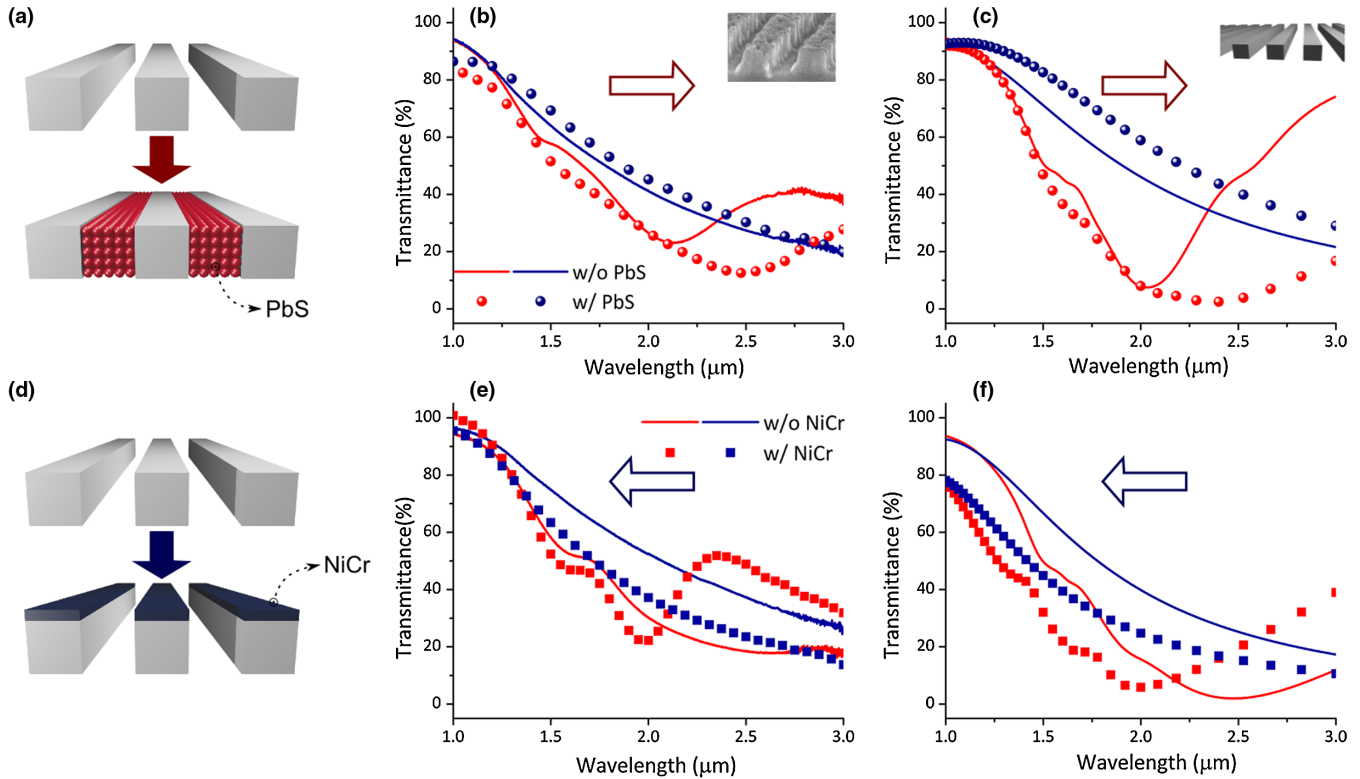 (a)
PbS
(b)
Transmittance (%)
100
80
60
40
20
0
w/o PbS
w/ PbS
1.0 1.5 2.0 2.5 3.0
Wavelength (μm)
(c)
Transmittance (%)
100
80
60
40
20
0
1.0 1.5 2.0 2.5 3.0
Wavelength (μm)
(d)
NiCr
(e)
Transmittance(%)
100
80
60
40
20
0
w/o NiCr
w/ NiCr
1.0 1.5 2.0 2.5 3.0
Wavelength (μm)
(f)
Transmittance (%)
100
80
60
40
20
0
1.0 1.5 2.0 2.5 3.0
Wavelength (μm)